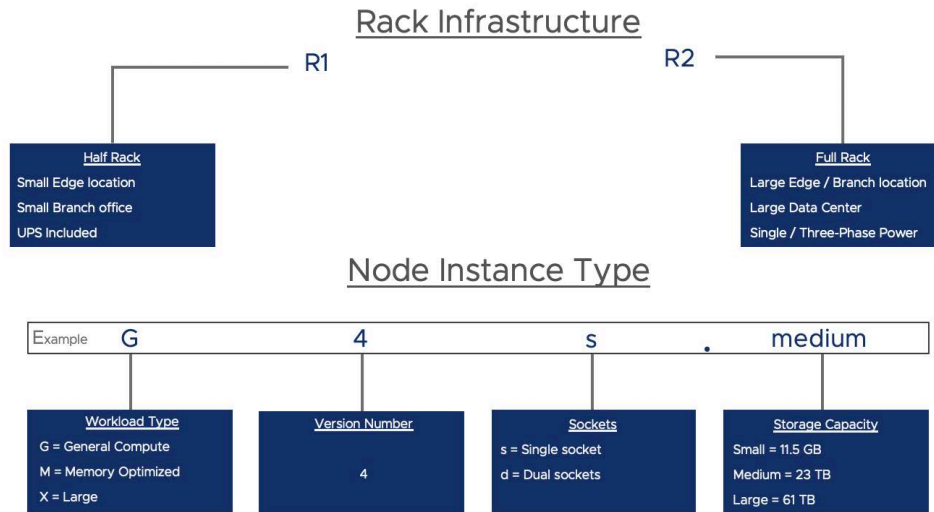 Rack Infrastructure
R1
R2
Half Rack
Small Edge location
Small Branch office
UPS Included
Full Rack
Large Edge / Branch location
Large Data Center
Single / Three-Phase Power
Node Instance Type
Example G 4 s . medium
Workload Type
G = General Compute
M = Memory Optimized
X = Large
Version Number
4
Sockets
s = Single socket
d = Dual sockets
Storage Capacity
Small = 11.5 GB
Medium = 23 TB
Large = 61 TB